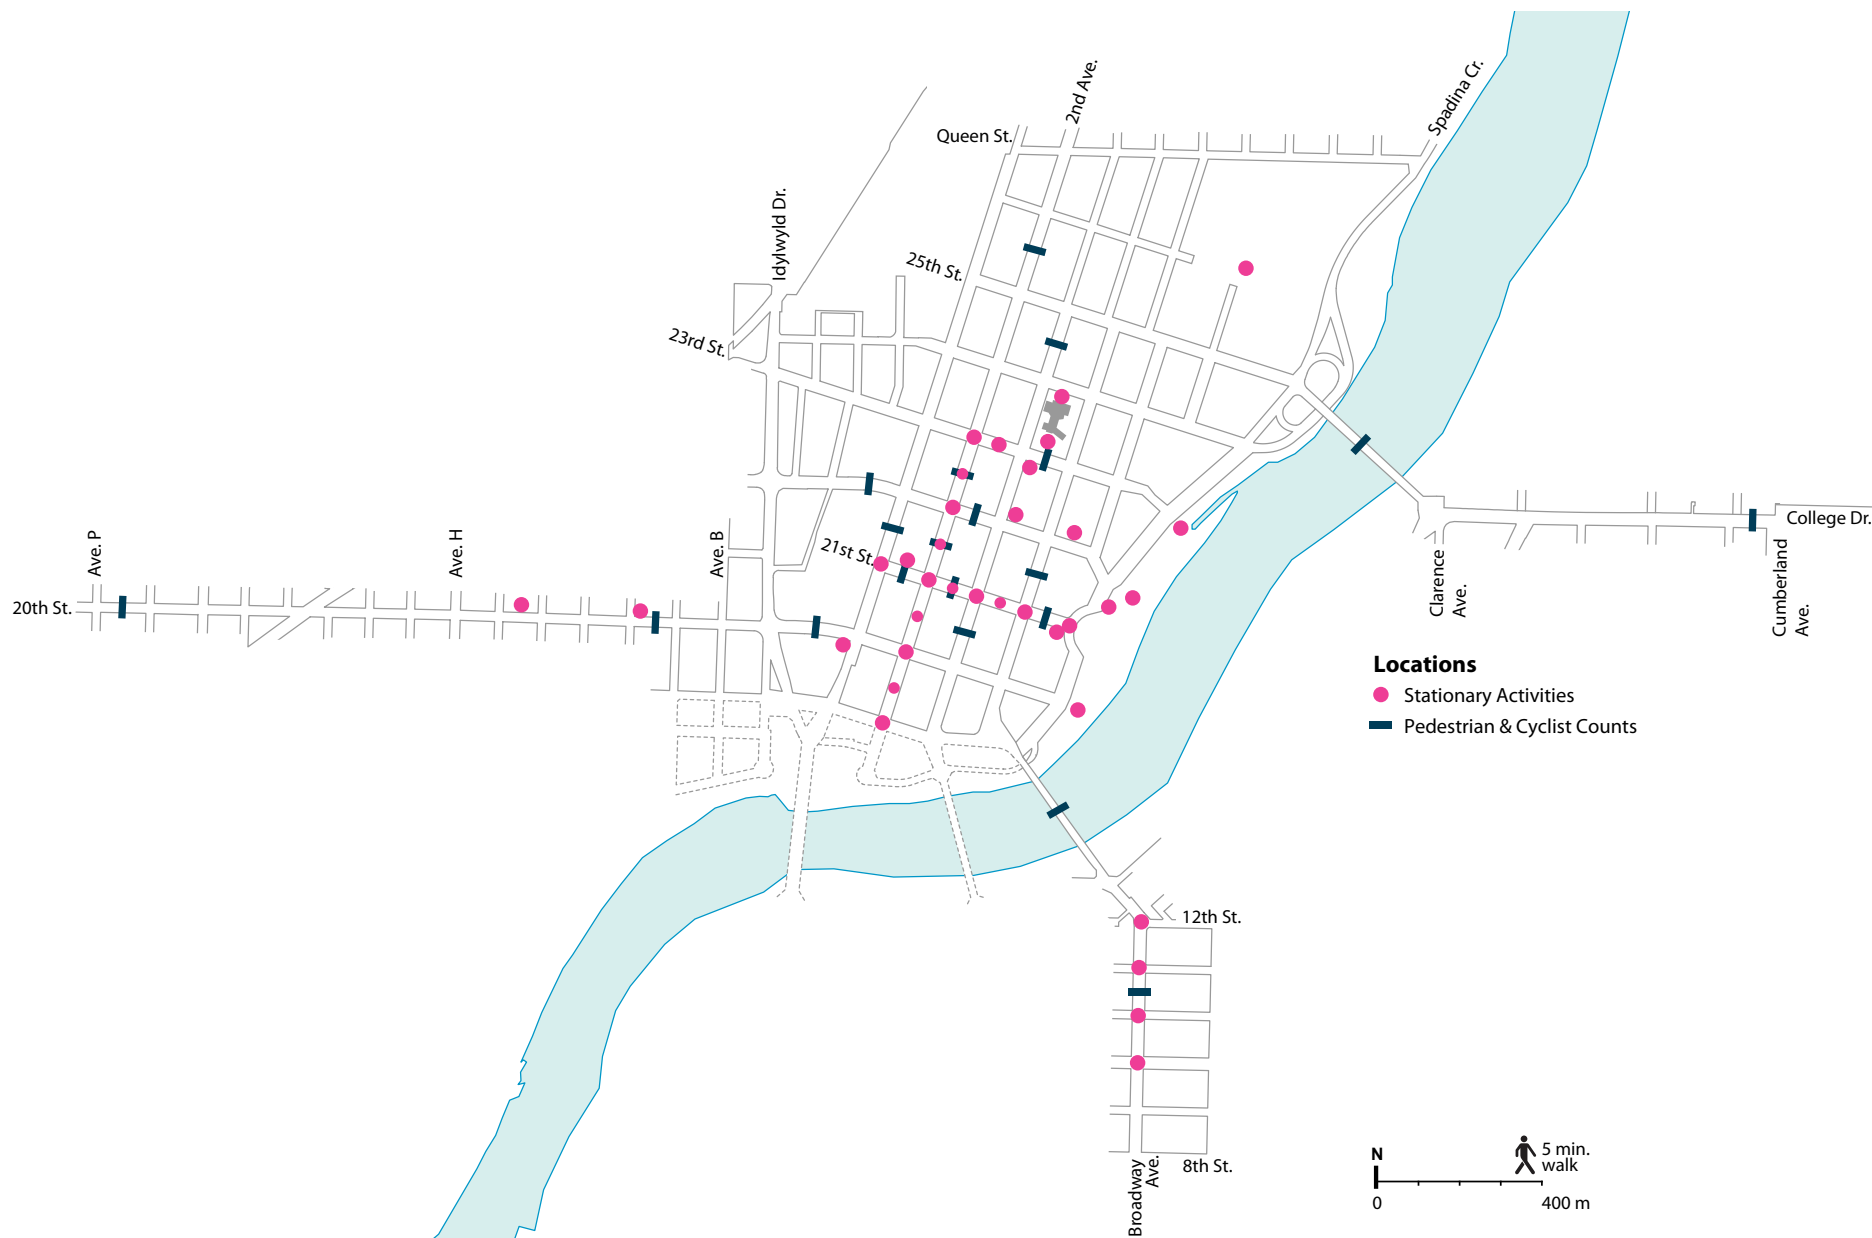 2nd Ave.
Spadina Cr.
Queen St.
Idylwyld Dr.
25th St.
23rd St.
College Dr.
Ave. P
Ave. H
Ave. B
21st St.
20th St.
Clarence
Ave.
Cumberland
Ave.
Locations
Stationary Activities
Pedestrian & Cyclist Counts
12th St.
Broadway
Ave.
8th St.
N
5 min.
walk
0
400 m